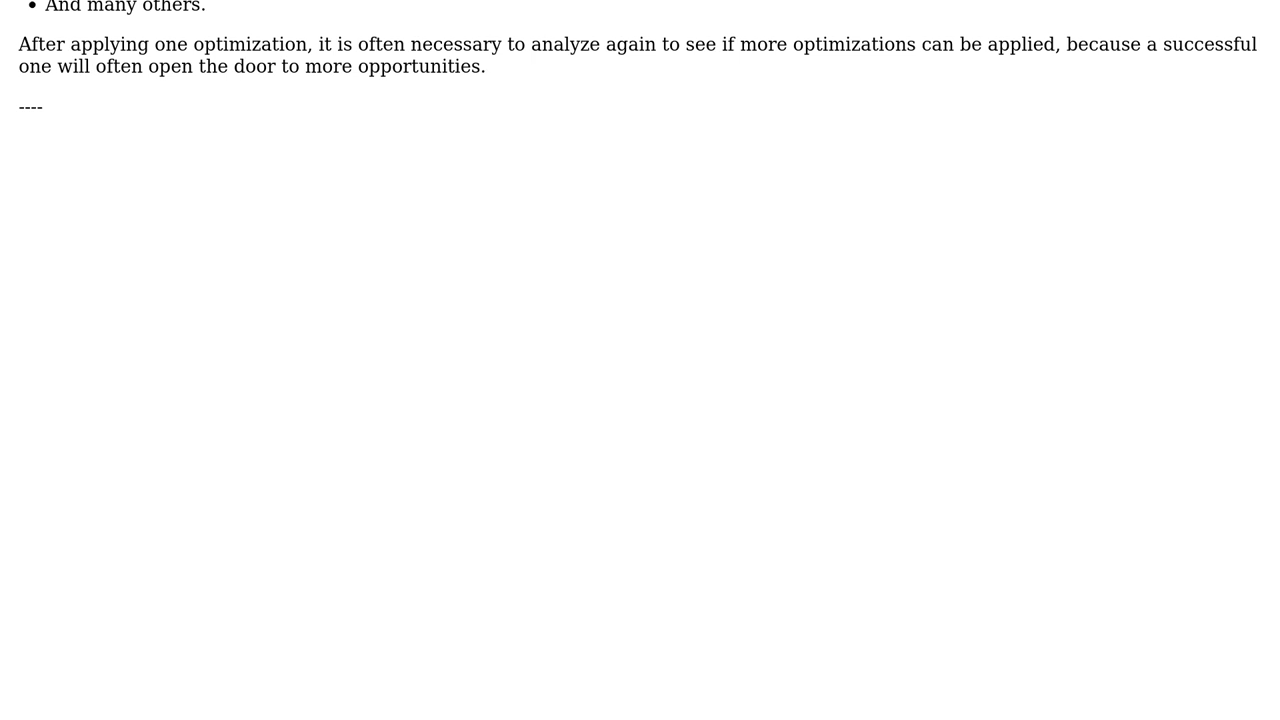 • And many others.
After applying one optimization, it is often necessary to analyze again to see if more optimizations can be applied, because a successful
one will often open the door to more opportunities.
----